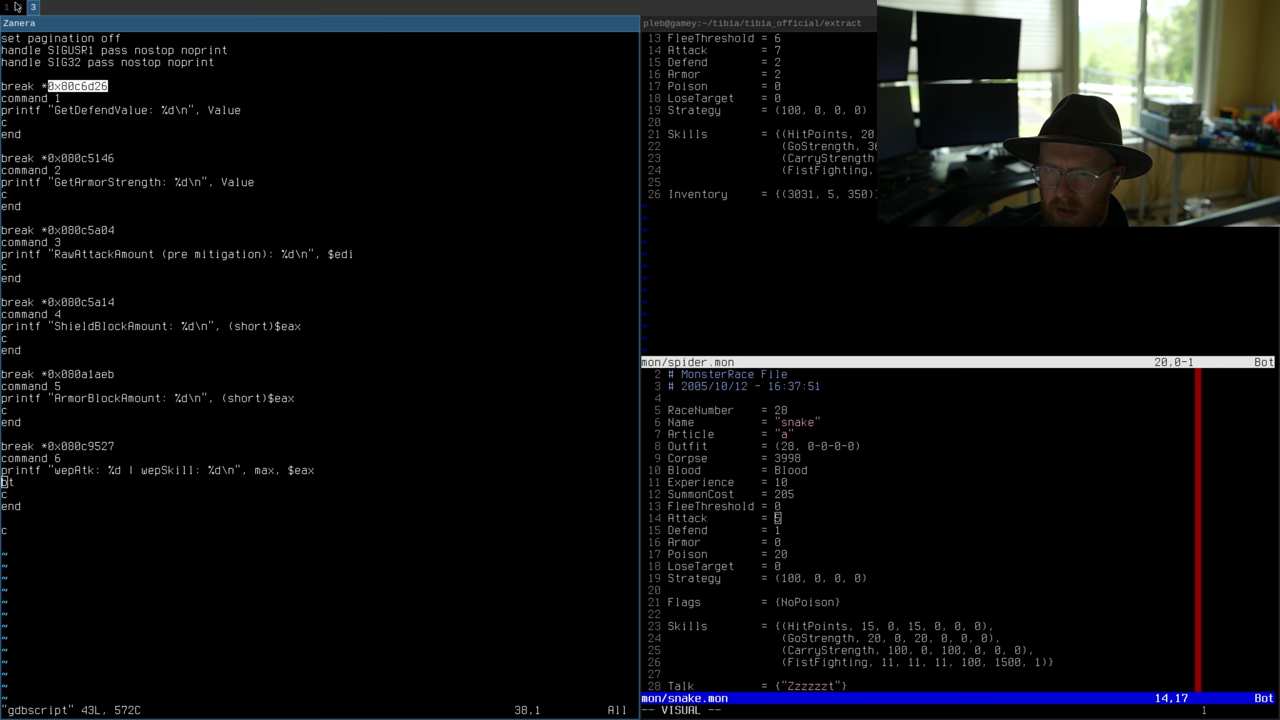 1 3
Zanera
set pagination off
handle SIGUSR1 pass nostop noprint
handle SIG32 pass nostop noprint
break *0x80c6d26
command 1
printf "GetDefendValue: %d\n", Value
c
end
break *0x080c5146
command 2
printf "GetArmorStrength: %d\n", Value
c
end
break *0x080c5a04
command 3
printf "RawAttackAmount (pre mitigation): %d\n", $edi
c
end
break *0x080c5a14
command 4
printf "ShieldBlockAmount: %d\n", (short)$eax
c
end
break *0x080a1aeb
command 5
printf "ArmorBlockAmount: %d\n", (short)$eax
c
end
break *0x080c9527
command 6
printf "wepAtk: %d | wepSkill: %d\n", max, $eax
bt
c
end
c
~
~
~
~
~
~
~
~
~
~
~
~
~
"gdbscript" 43L, 572C 38,1 All
pleb@gamey:~/tibia/tibia_official/extract
13 FleeThreshold = 6
14 Attack = 7
15 Defend = 2
16 Armor = 2
17 Poison = 0
18 LoseTarget = 0
19 Strategy = (100, 0, 0, 0)
20
21 Skills = {(HitPoints, 20,
22 (GoStrength, 36
23 (CarryStrength,
24 (FistFighting,
25
26 Inventory = {(3031, 5, 350)
~
~
~
~
~
~
~
~
~
~
~
~
~
mon/spider.mon 20,0-1 Bot
2 # MonsterRace File
3 # 2005/10/12 - 16:37:51
4
5 RaceNumber = 28
6 Name = "snake"
7 Article = "a"
8 Outfit = (28, 0-0-0-0)
9 Corpse = 3998
10 Blood = Blood
11 Experience = 10
12 SummonCost = 205
13 FleeThreshold = 0
14 Attack = 5
15 Defend = 1
16 Armor = 0
17 Poison = 20
18 LoseTarget = 0
19 Strategy = (100, 0, 0, 0)
20
21 Flags = {NoPoison}
22
23 Skills = {(HitPoints, 15, 0, 15, 0, 0, 0),
24 (GoStrength, 20, 0, 20, 0, 0, 0),
25 (CarryStrength, 100, 0, 100, 0, 0, 0),
26 (FistFighting, 11, 11, 11, 100, 1500, 1)}
27
28 Talk = {"Zzzzzzt"}
mon/snake.mon 14,17 Bot
-- VISUAL -- 1